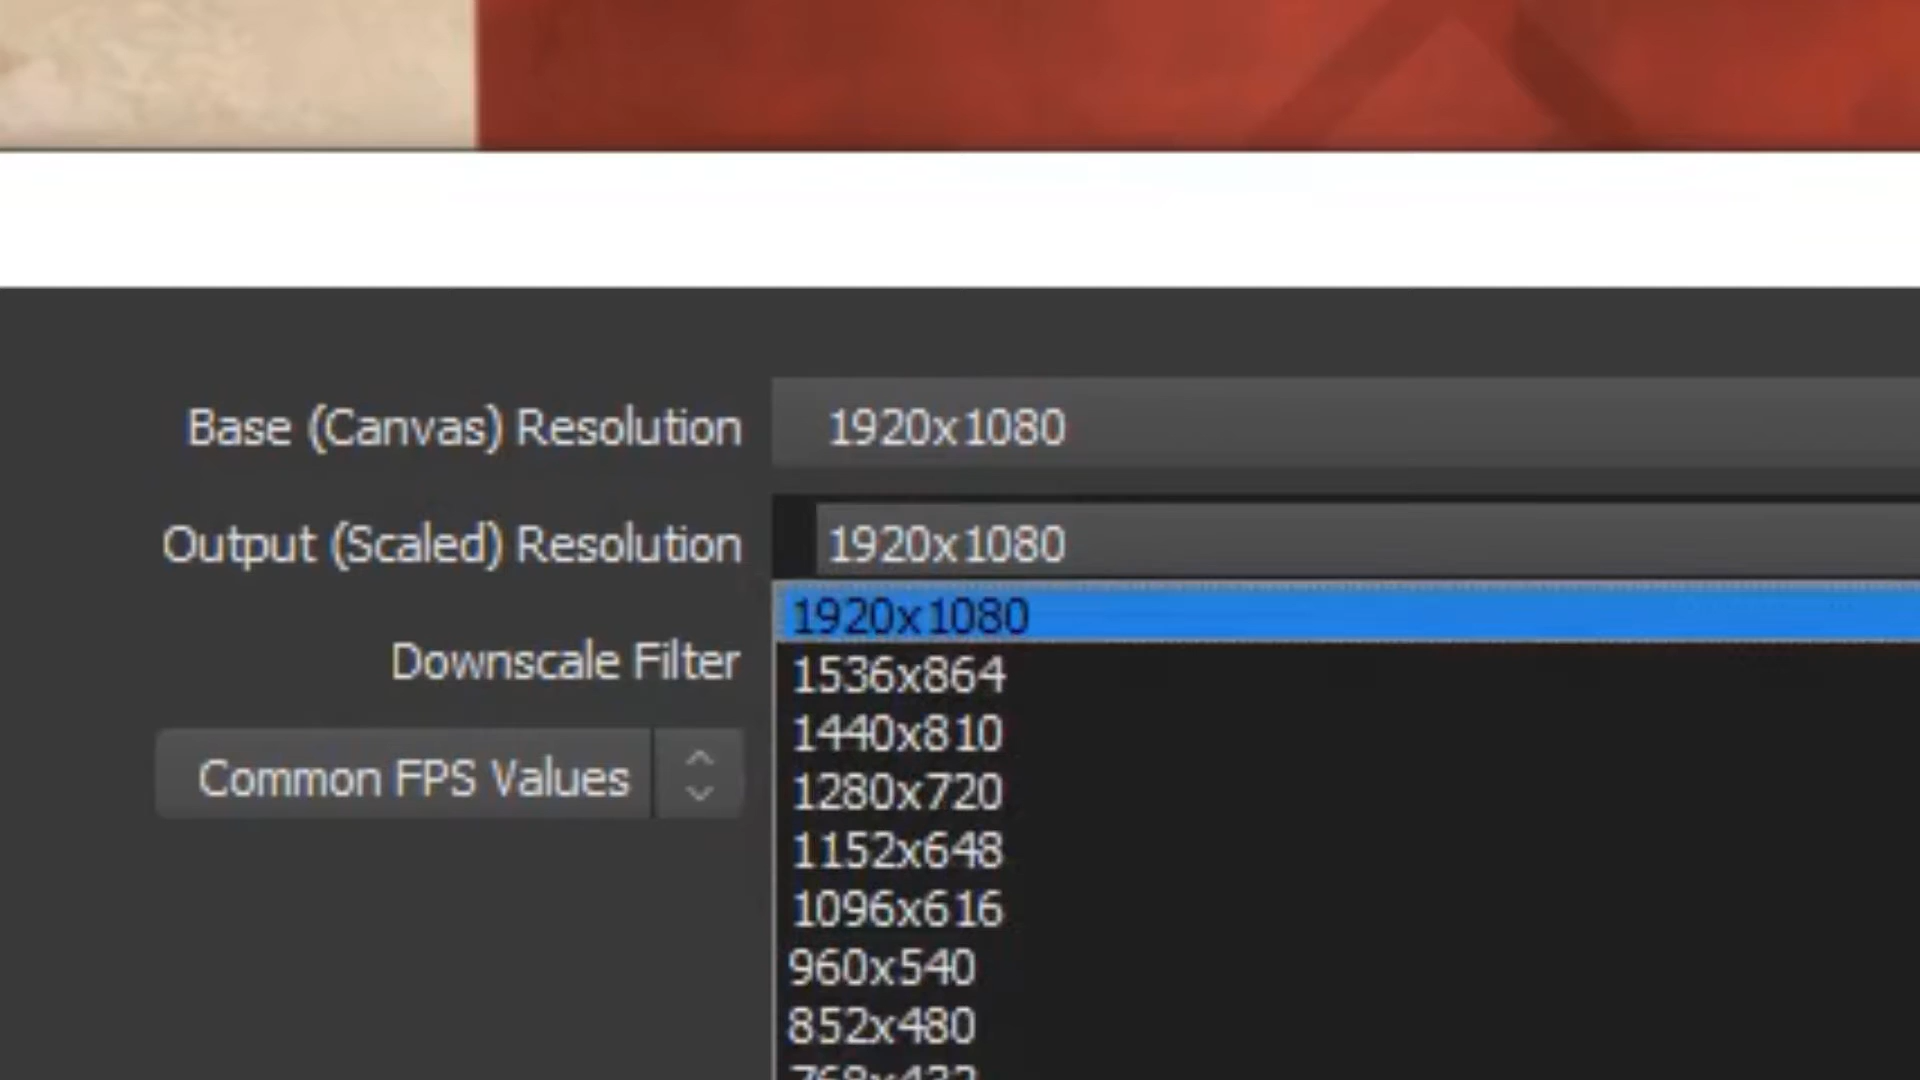 Base (Canvas) Resolution 1920x1080
Output (Scaled) Resolution 1920x1080
1920x1080
Downscale Filter
1536x864
1440x810
Common FPS Values
1280x720
1152x648
1096x616
960x540
852x480
768x432